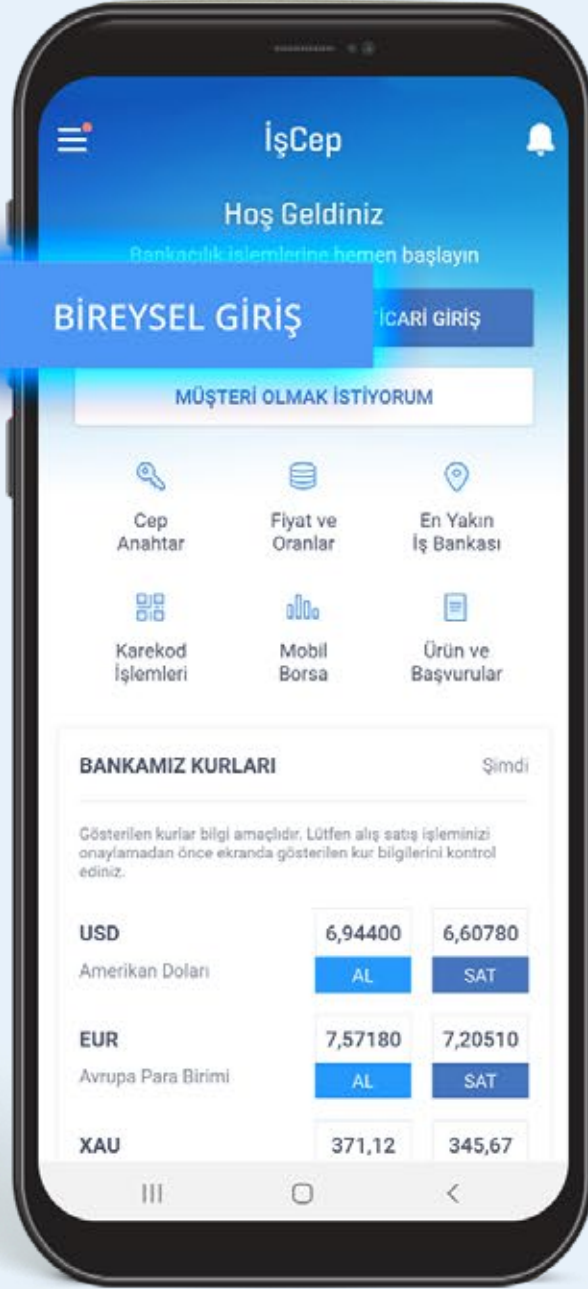 İşCep
Hoş Geldiniz
Bankacılık işlemlerine hemen başlayın
BİREYSEL GİRİŞ
İCARİ GİRİŞ
MÜŞTERİ OLMAK İSTİYORUM
Cep
Anahtar
Fiyat ve
Oranlar
En Yakın
İş Bankası
Karekod
İşlemleri
Mobil
Borsa
Ürün ve
Başvurular
BANKAMIZ KURLARI
Şimdi
Gösterilen kurlar bilgi amaçlıdır. Lütfen alış satış işleminizi
onaylamadan önce ekranda gösterilen kur bilgilerini kontrol
ediniz.
USD
6,94400
6,60780
Amerikan Doları
AL
SAT
EUR
7,57180
7,20510
Avrupa Para Birimi
AL
SAT
XAU
371,12
345,67